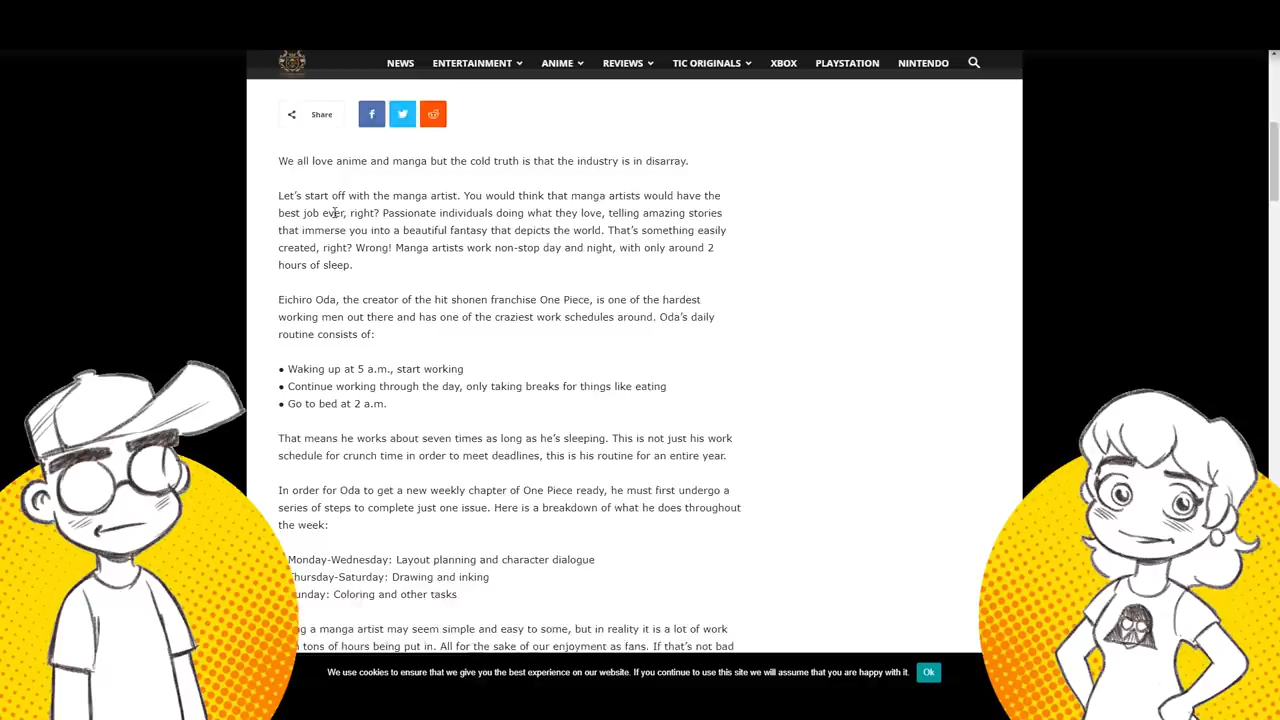 NEWS ENTERTAINMENT ANIME REVIEWS TIC ORIGINALS XBOX PLAYSTATION NINTENDO
Share
We all love anime and manga but the cold truth is that the industry is in disarray.
Let's start off with the manga artist. You would think that manga artists would have the
best job ever, right? Passionate individuals doing what they love, telling amazing stories
that immerse you into a beautiful fantasy that depicts the world. That's something easily
created, right? Wrong! Manga artists work non-stop day and night, with only around 2
hours of sleep.
Eichiro Oda, the creator of the hit shonen franchise One Piece, is one of the hardest
working men out there and has one of the craziest work schedules around. Oda's daily
routine consists of:
● Waking up at 5 a.m., start working
● Continue working through the day, only taking breaks for things like eating
● Go to bed at 2 a.m.
That means he works about seven times as long as he's sleeping. This is not just his work
schedule for crunch time in order to meet deadlines, this is his routine for an entire year.
In order for Oda to get a new weekly chapter of One Piece ready, he must first undergo a
series of steps to complete just one issue. Here is a breakdown of what he does throughout
the week:
Monday-Wednesday: Layout planning and character dialogue
Thursday-Saturday: Drawing and inking
unday: Coloring and other tasks
g a manga artist may seem simple and easy to some, but in reality it is a lot of work
tons of hours being put in. All for the sake of our enjoyment as fans. If that's not bad
We use cookies to ensure that we give you the best experience on our website. If you continue to use this site we will assume that you are happy with it. Ok